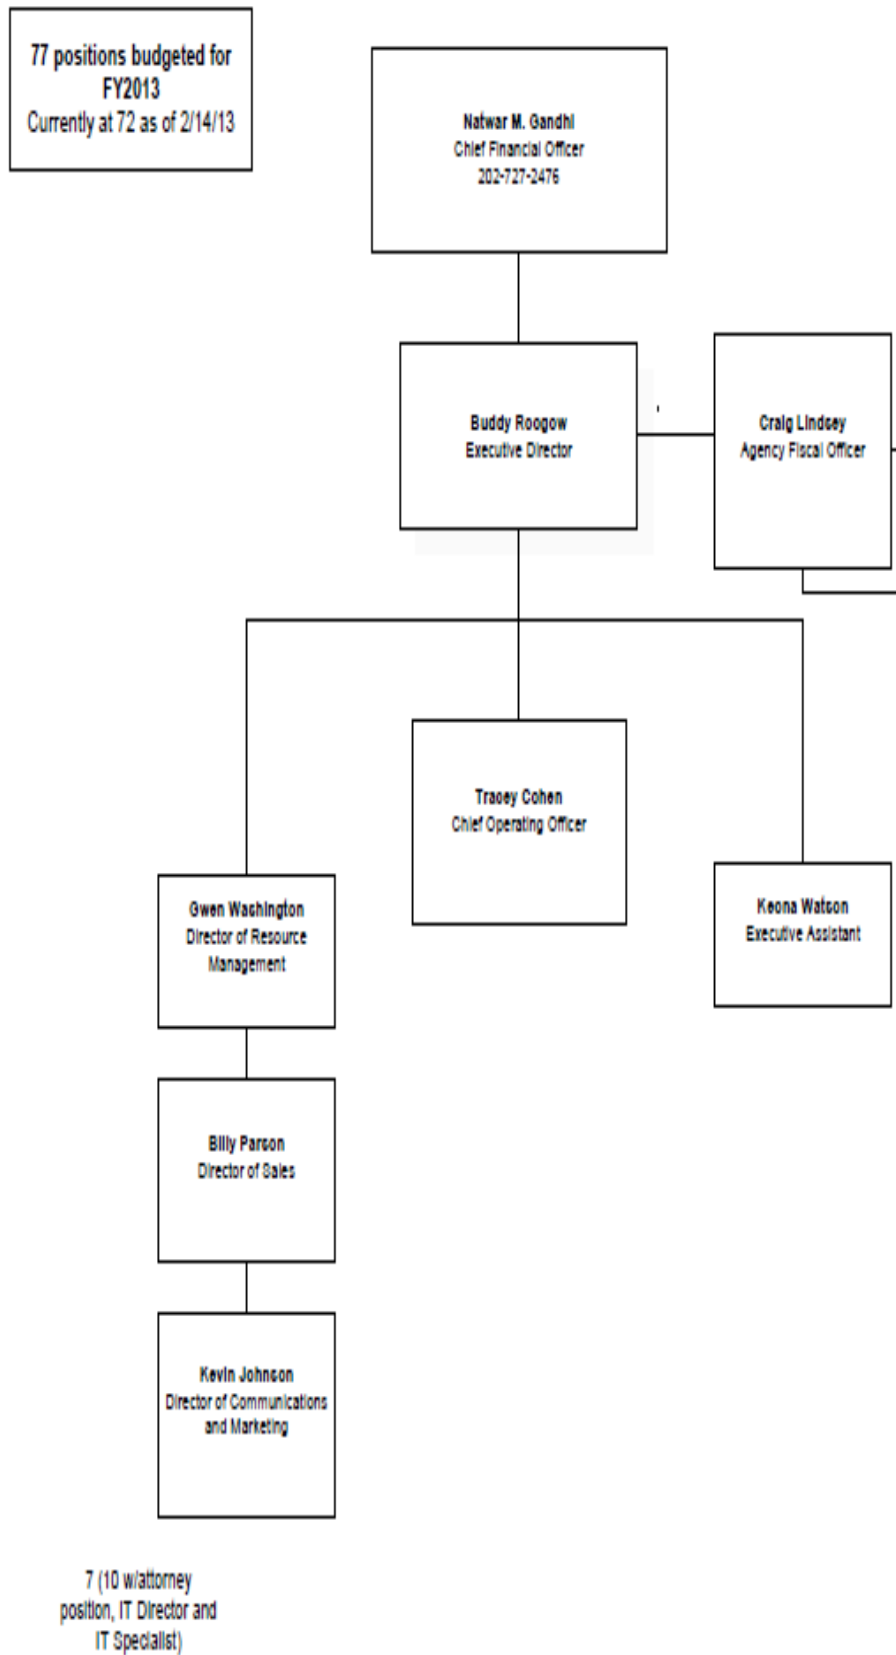 77 positions budgeted for
FY2013
Currently at 72 as of 2/14/13
Natwar M. Gandhi
Chief Financial Officer
202-727-2476
Buddy Roogow
Executive Director
Craig Lindsey
Agency Fiscal Officer
Tracey Cohen
Chief Operating Officer
Gwen Washington
Director of Resource
Management
Keona Watson
Executive Assistant
Billy Parson
Director of Sales
Kevin Johnson
Director of Communications
and Marketing
7 (10 w/attorney
position, IT Director and
IT Specialist)